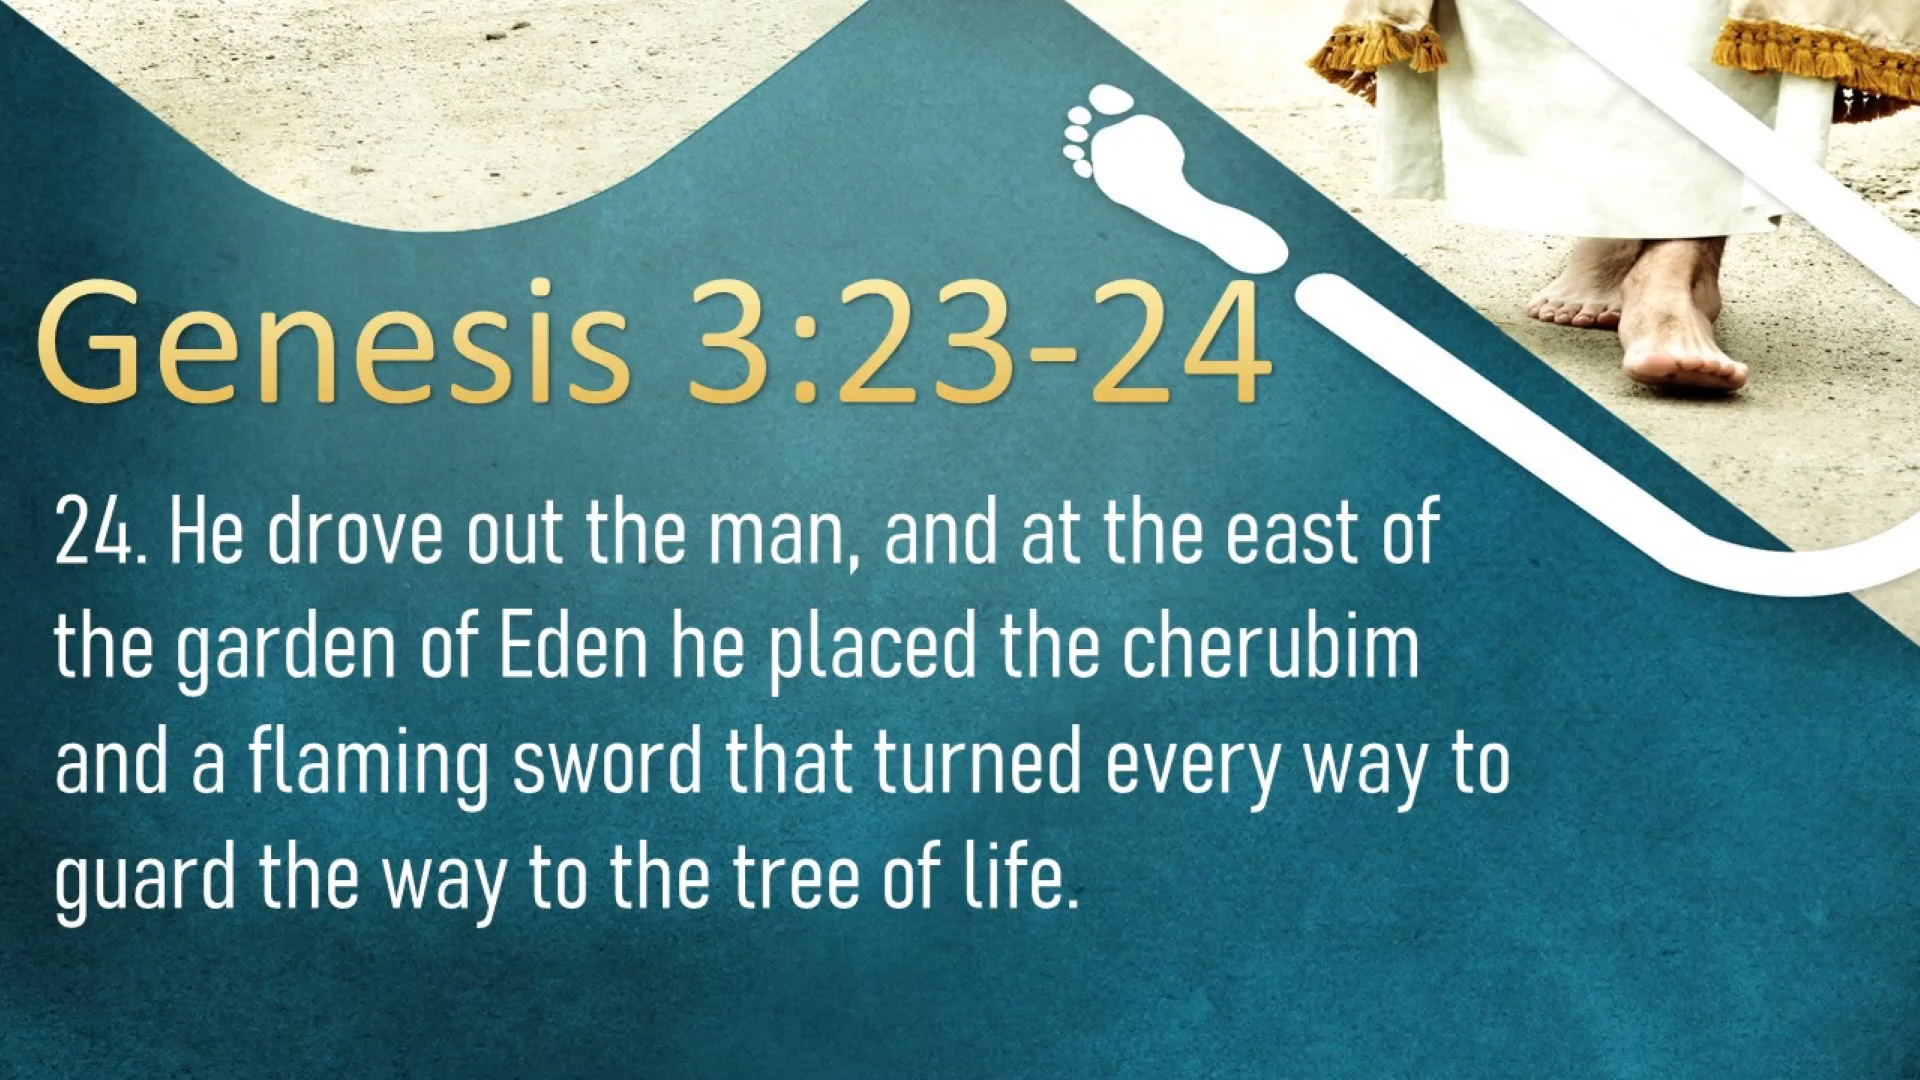 Genesis 3:23-24
24. He drove out the man, and at the east of
the garden of Eden he placed the cherubim
and a flaming sword that turned every way to
guard the way to the tree of life.